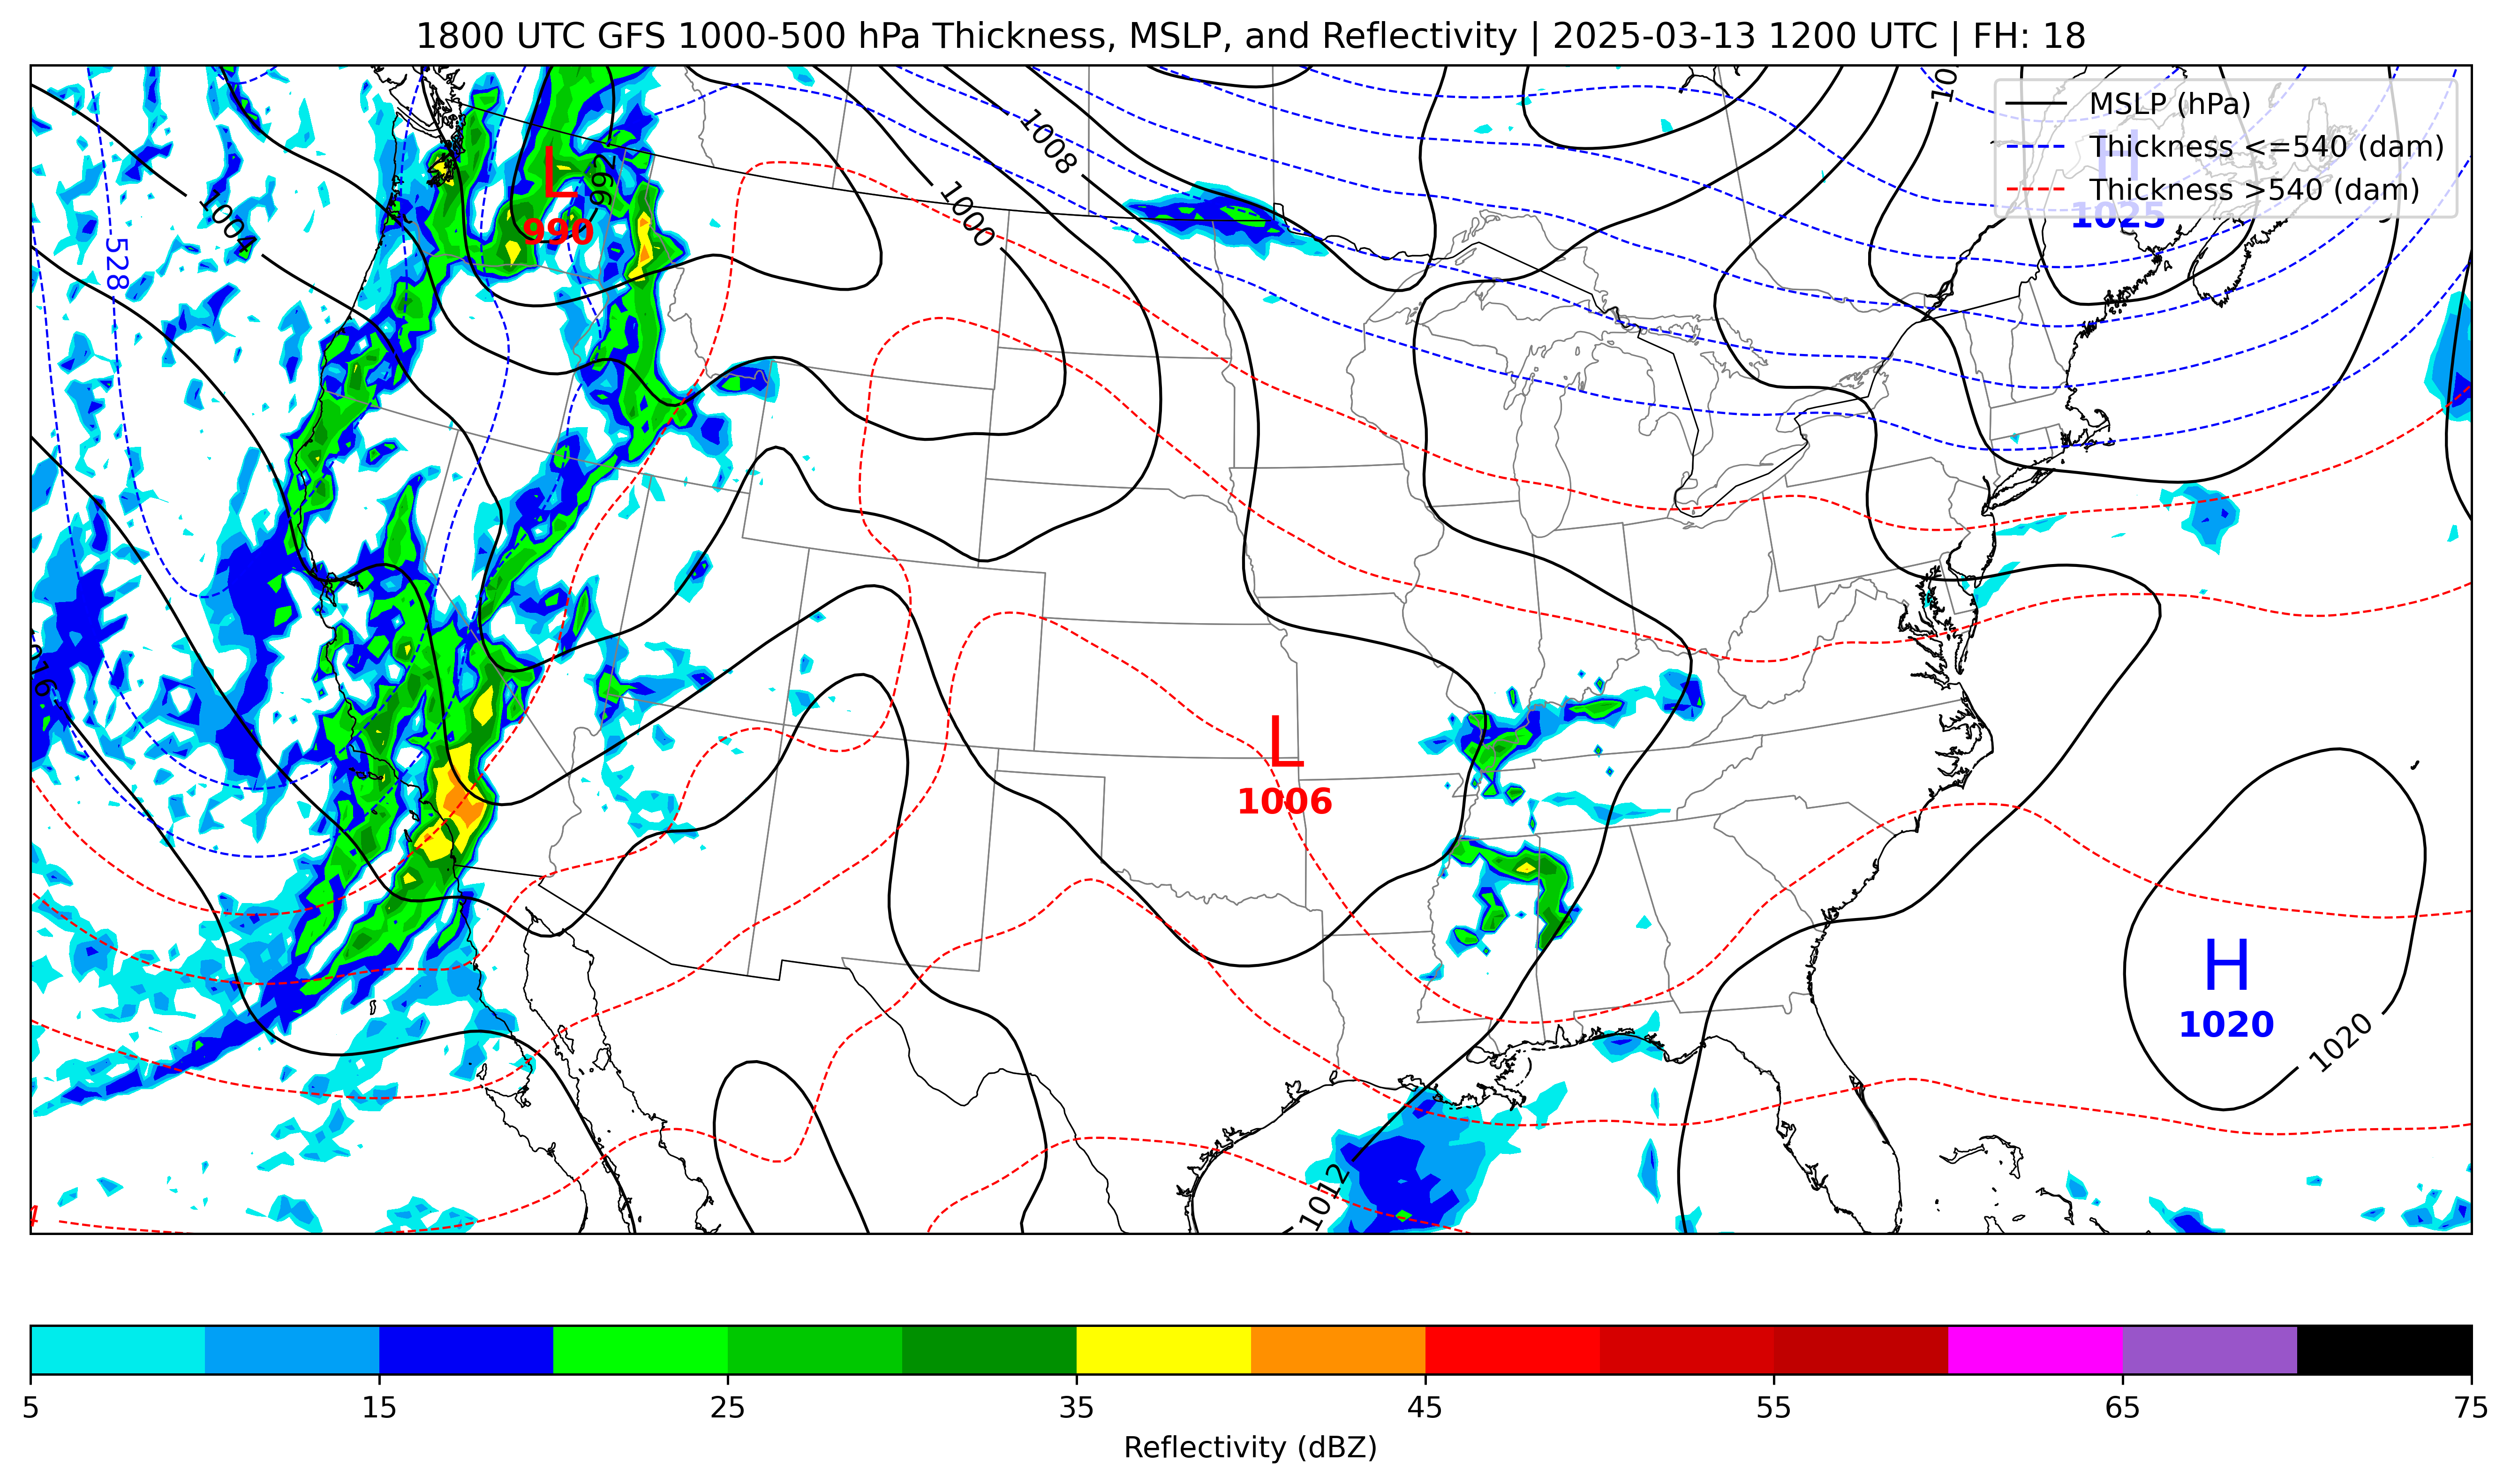 1800 UTC GFS 1000-500 hPa Thickness, MSLP, and Reflectivity | 2025-03-13 1200 UTC | FH: 18
MSLP (hPa)
Thickness <=540 (dam)
Thickness >540 (dam)
H
1025
1008
L
990
992
1000
1004
528
L
1006
H
1020
1020
1012
5 15 25 35 45 55 65 75
Reflectivity (dBZ)